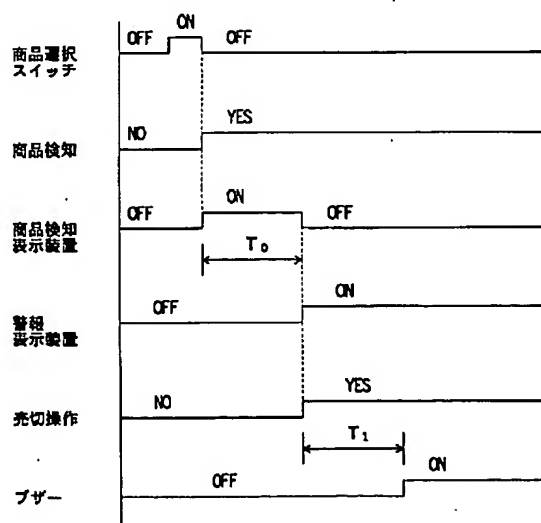 ON
OFF
OFF
商品選択
スイッチ
YES
NO
商品検知
ON
OFF
OFF
商品検知
表示装置
T0
ON
OFF
警報
表示装置
YES
NO
売切操作
T1
ON
OFF
ブザー